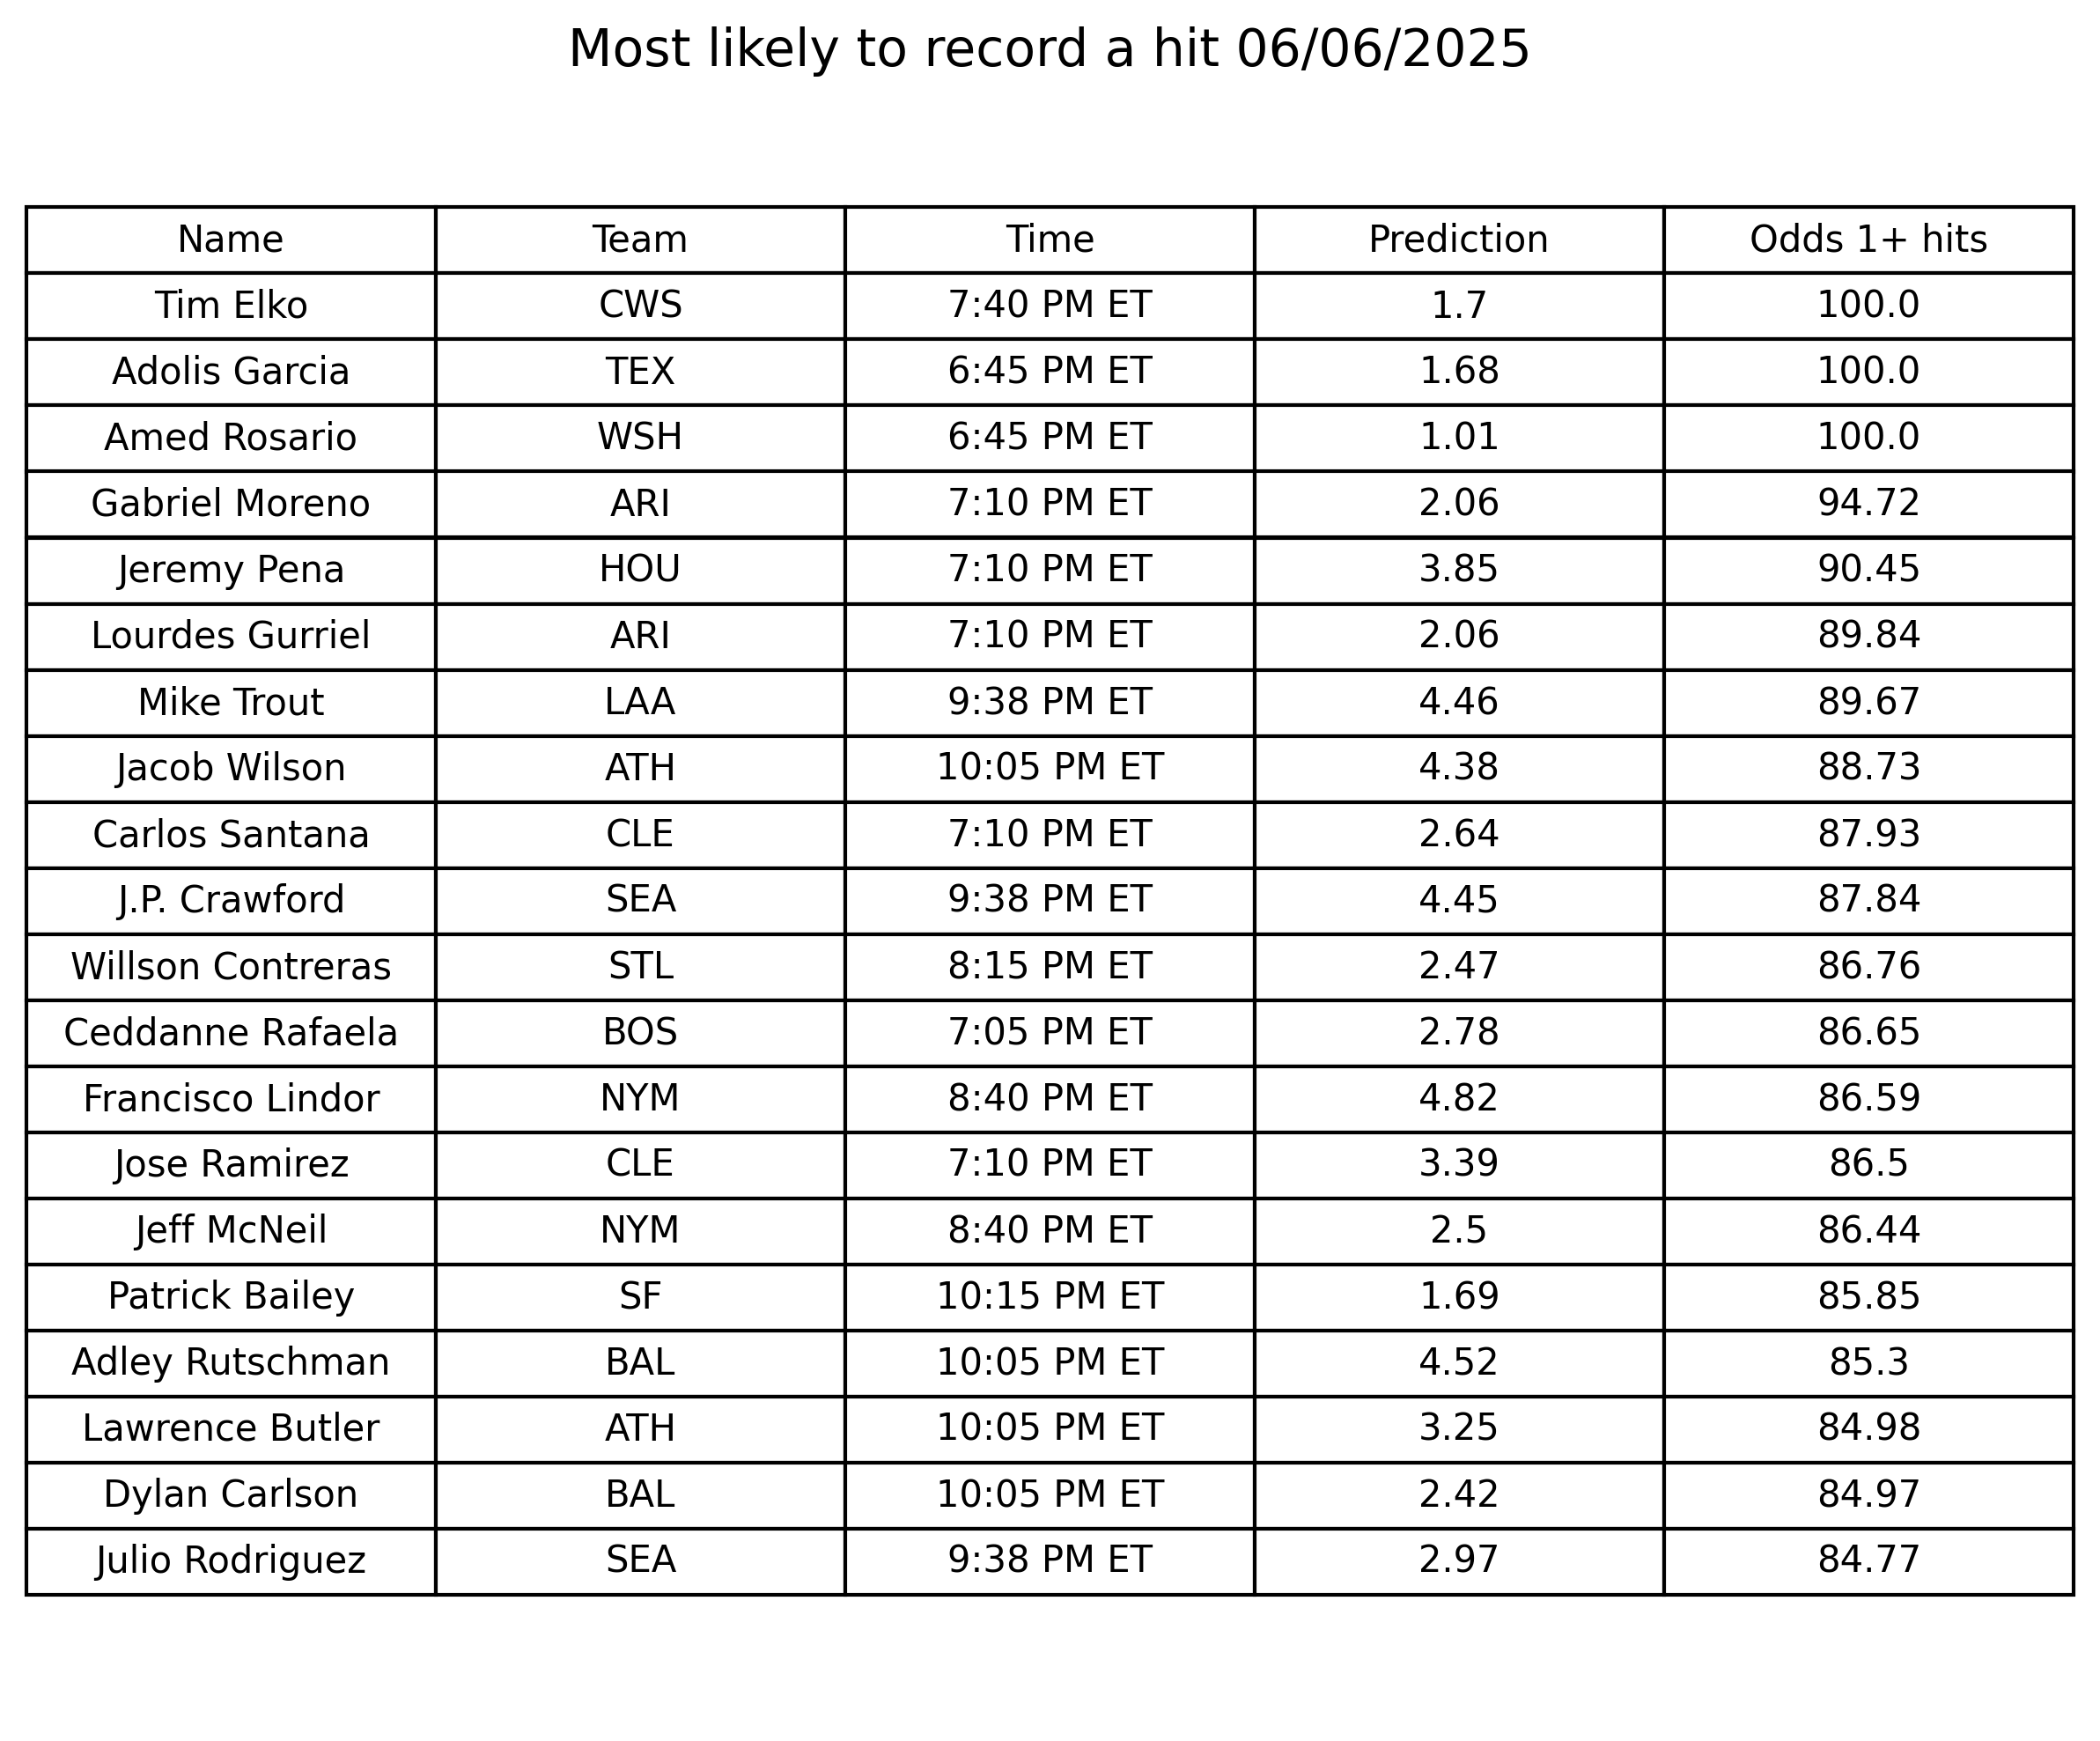 Most likely to record a hit 06/06/2025
Name Team Time Prediction Odds 1+ hits
Tim Elko CWS 7:40 PM ET 1.7 100.0
Adolis Garcia TEX 6:45 PM ET 1.68 100.0
Amed Rosario WSH 6:45 PM ET 1.01 100.0
Gabriel Moreno ARI 7:10 PM ET 2.06 94.72
Jeremy Pena HOU 7:10 PM ET 3.85 90.45
Lourdes Gurriel ARI 7:10 PM ET 2.06 89.84
Mike Trout LAA 9:38 PM ET 4.46 89.67
Jacob Wilson ATH 10:05 PM ET 4.38 88.73
Carlos Santana CLE 7:10 PM ET 2.64 87.93
J.P. Crawford SEA 9:38 PM ET 4.45 87.84
Willson Contreras STL 8:15 PM ET 2.47 86.76
Ceddanne Rafaela BOS 7:05 PM ET 2.78 86.65
Francisco Lindor NYM 8:40 PM ET 4.82 86.59
Jose Ramirez CLE 7:10 PM ET 3.39 86.5
Jeff McNeil NYM 8:40 PM ET 2.5 86.44
Patrick Bailey SF 10:15 PM ET 1.69 85.85
Adley Rutschman BAL 10:05 PM ET 4.52 85.3
Lawrence Butler ATH 10:05 PM ET 3.25 84.98
Dylan Carlson BAL 10:05 PM ET 2.42 84.97
Julio Rodriguez SEA 9:38 PM ET 2.97 84.77